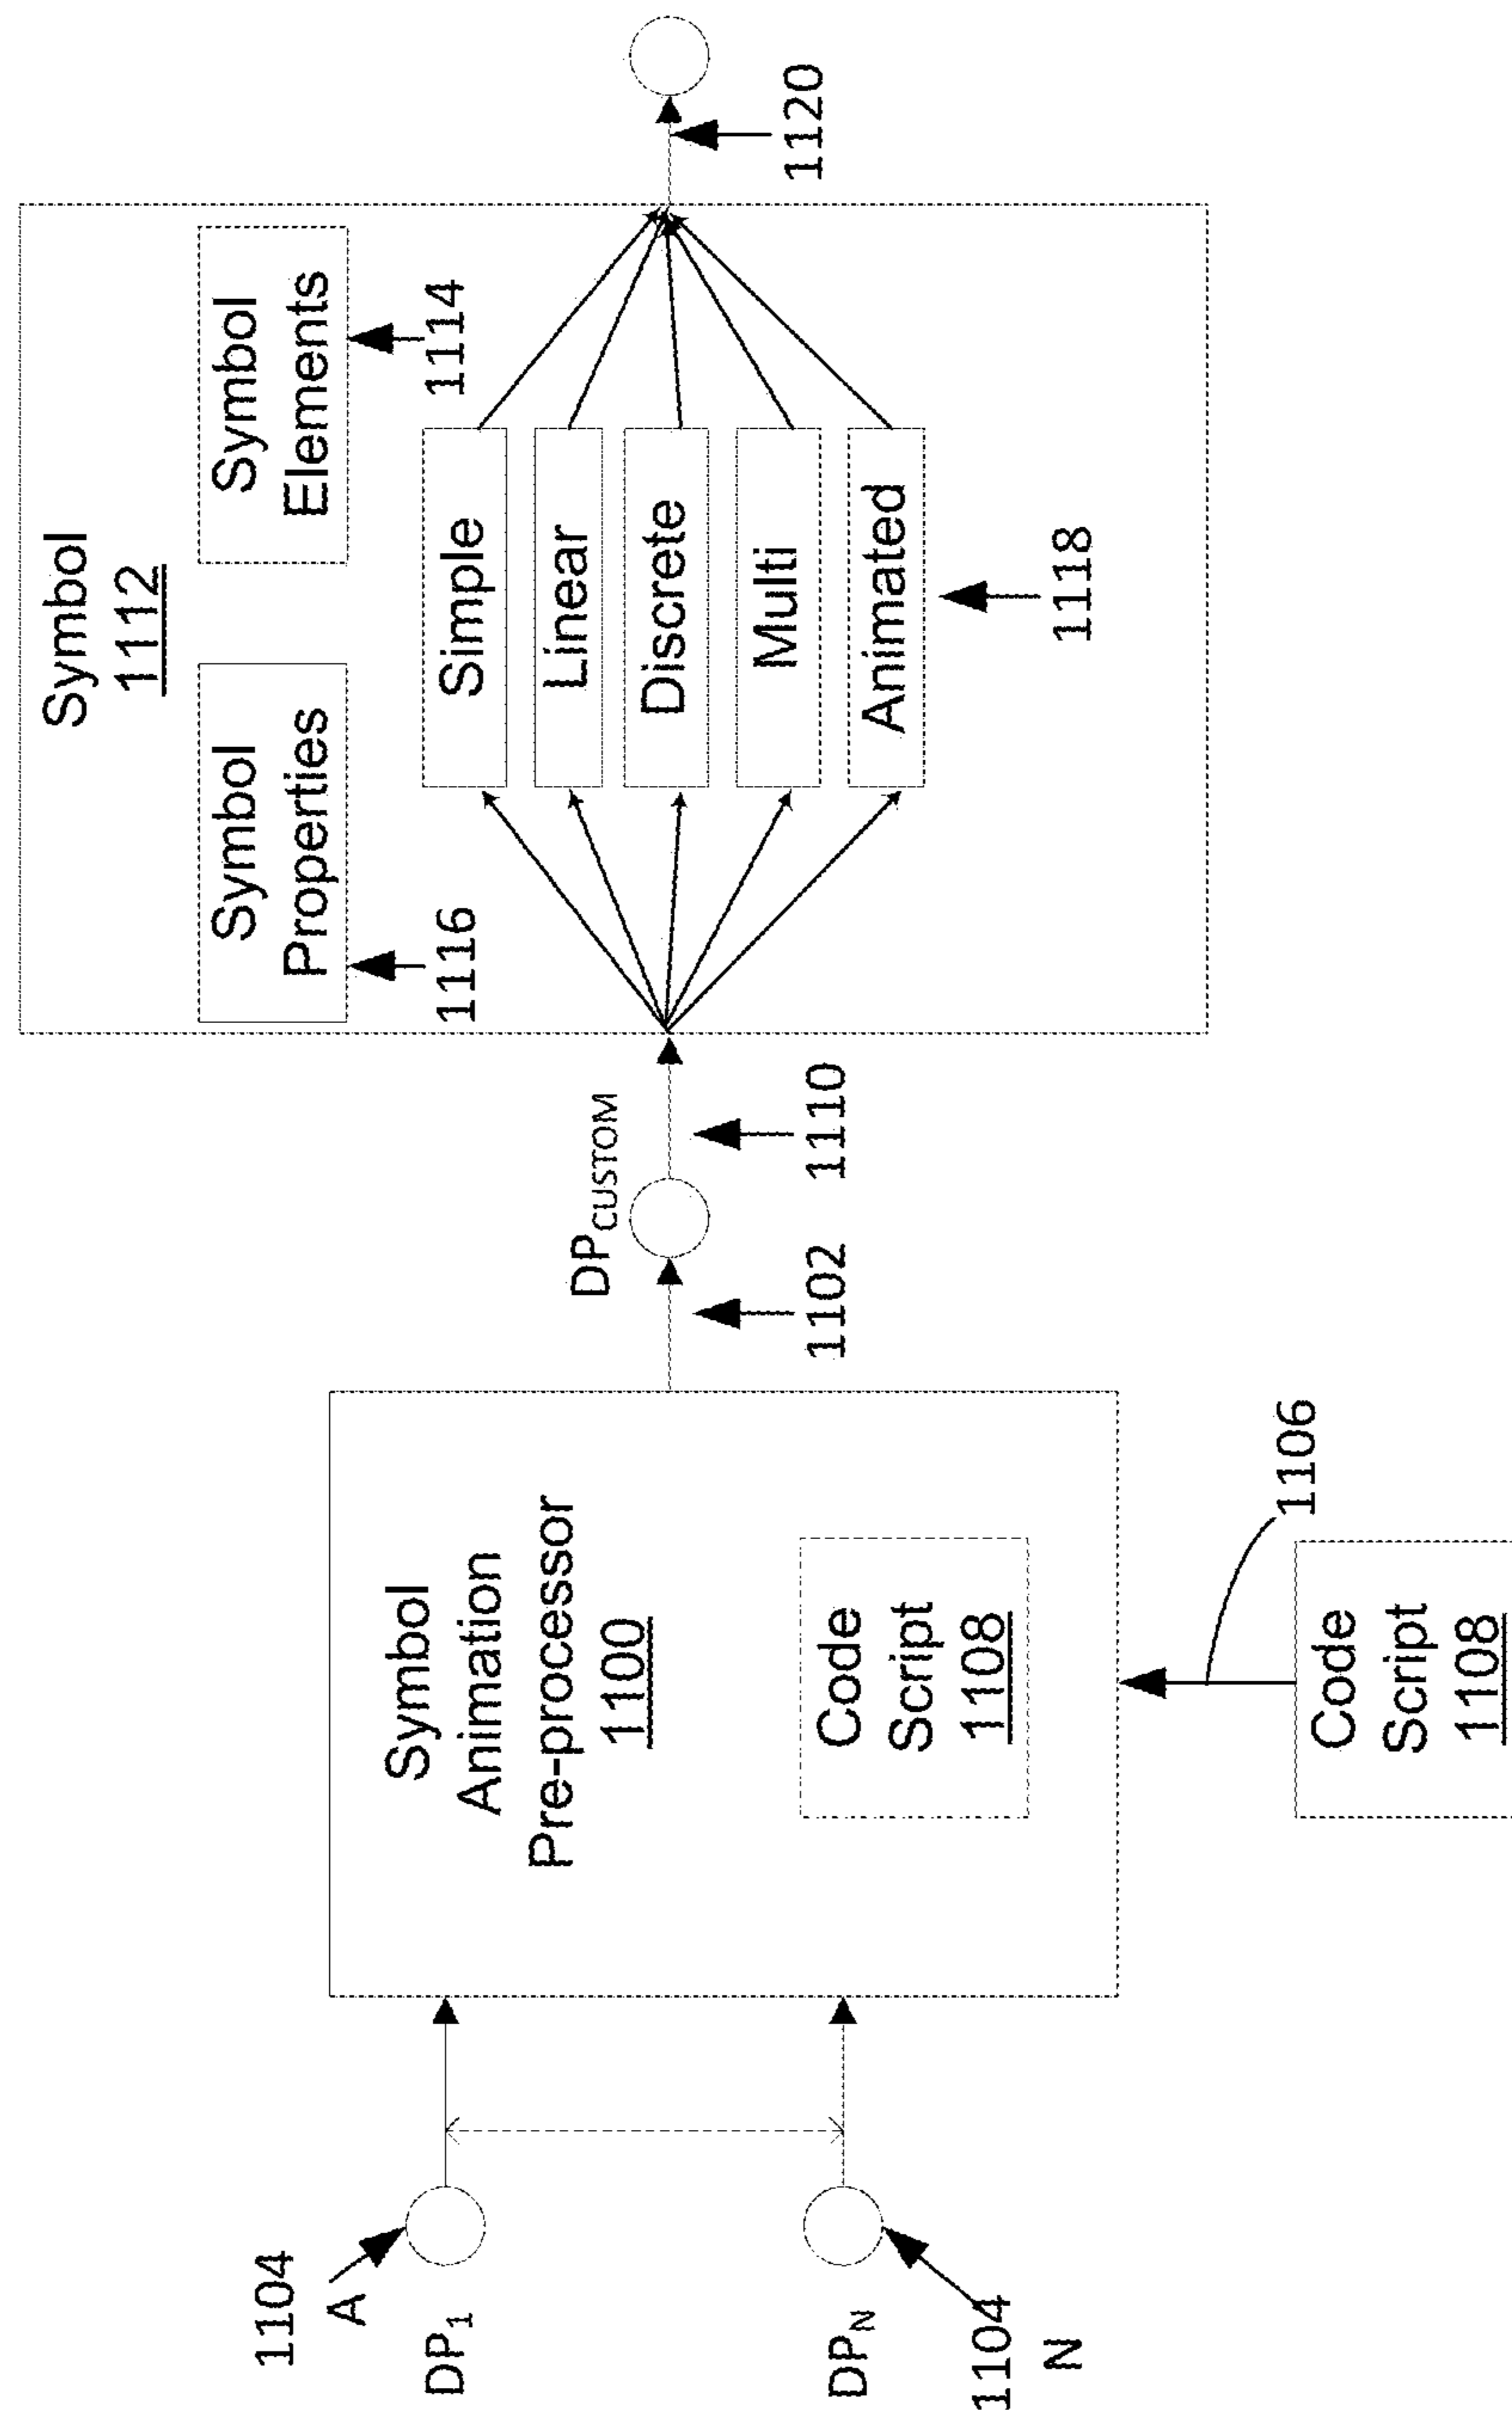 1104
A
DP1
DPN
1104
N
Symbol
Animation
Pre-processor
1100
Code
Script
1108
Code
Script
1108
1106
1102
DPCUSTOM
1110
Symbol
1112
Symbol
Properties
1116
Symbol
Elements
1114
Simple
Linear
Discrete
Multi
Animated
1118
1120